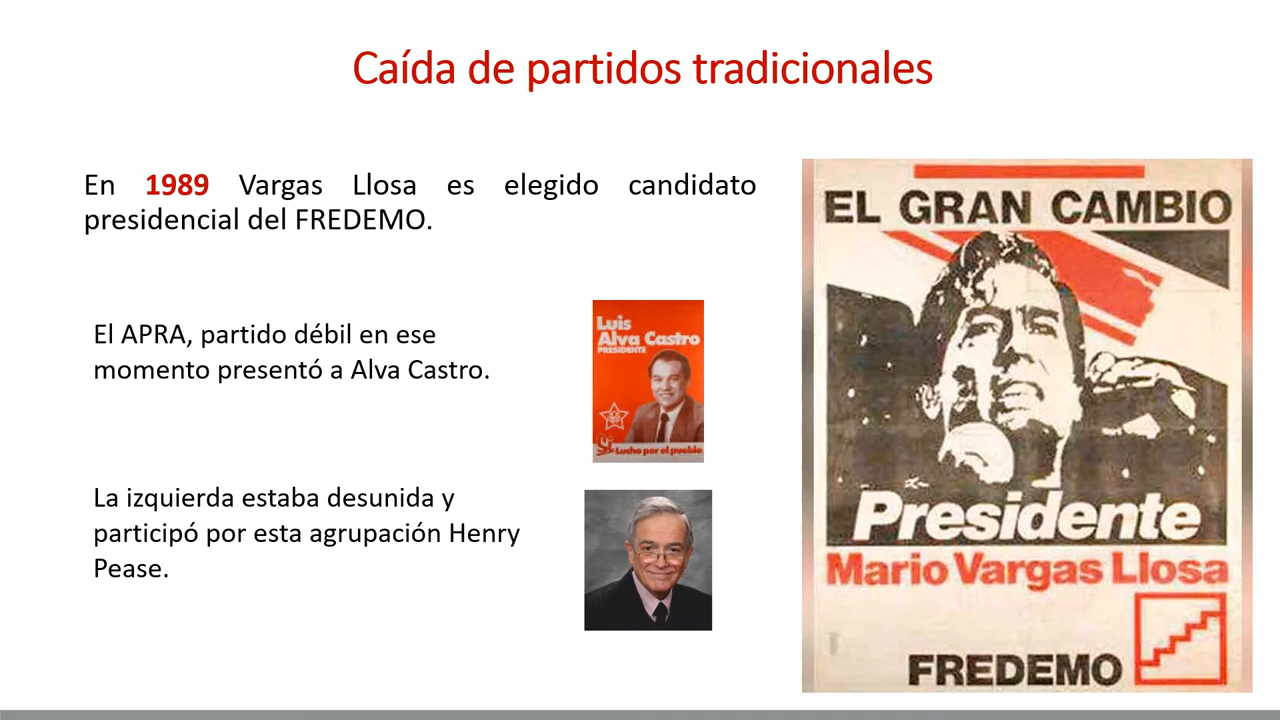 Caída de partidos tradicionales
En 1989 Vargas Llosa es elegido candidato
presidencial del FREDEMO.
El APRA, partido débil en ese
momento presentó a Alva Castro.
Luis
Alva Castro
PRESIDENTE
Lucho por el pueblo
La izquierda estaba desunida y
participó por esta agrupación Henry
Pease.
EL GRAN CAMBIO
Presidente
Mario Vargas Llosa
FREDEMO